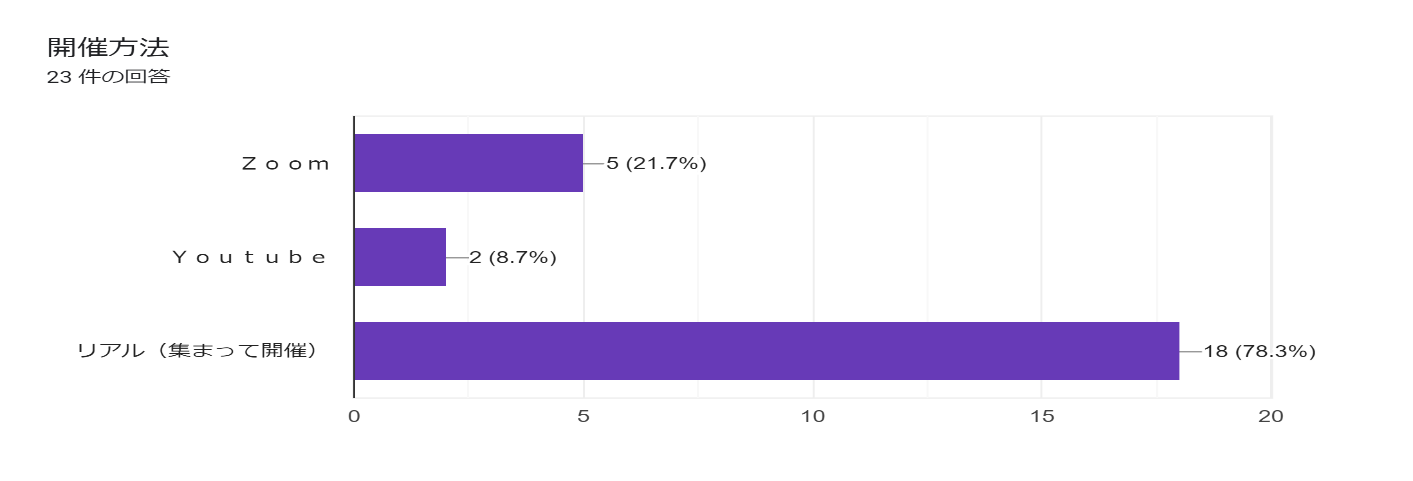 開催方法
23 件の回答
Ｚｏｏｍ
5 (21.7%)
Ｙｏｕｔｕｂｅ
2 (8.7%)
リアル（集まって開催）
18 (78.3%)
0 5 10 15 20